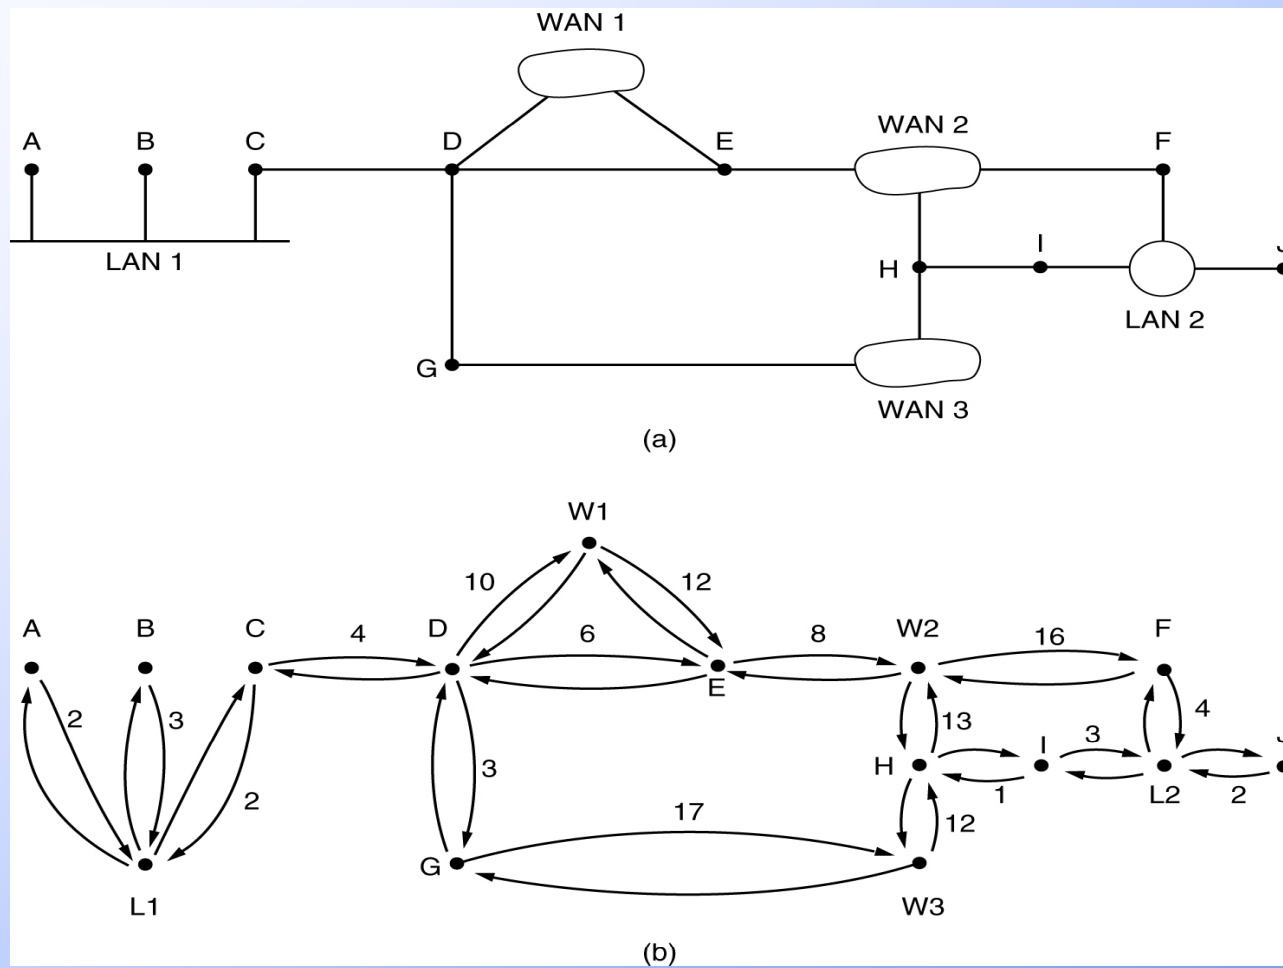 WAN 1
A B C D E WAN 2 F
LAN 1
H I J
LAN 2
G
WAN 3
(a)
W1
10 12
A B C 4 D 6 E 8 W2 16 F
2 3 2
3
13 4
H I 3
1 L2 2 J
17
12
G
L1 W3
(b)